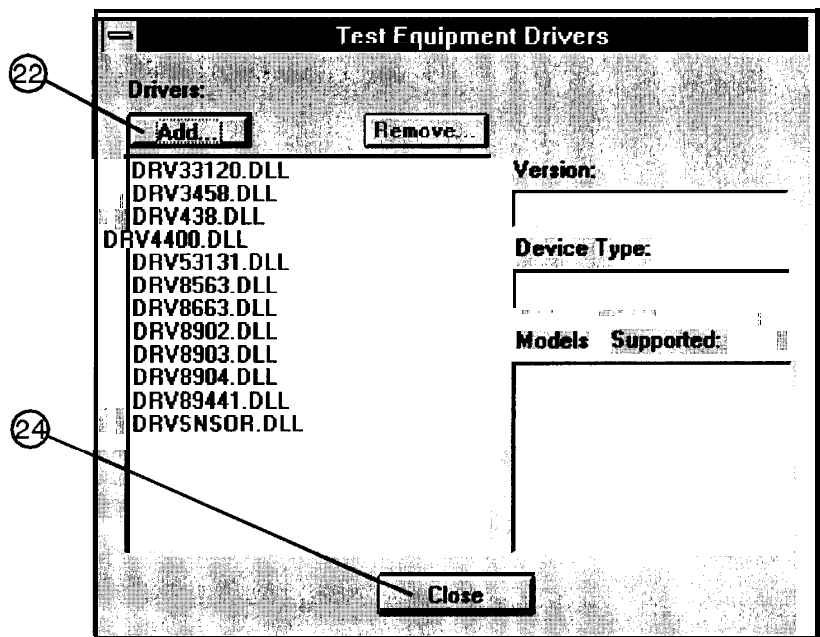 Test Equipment Drivers
22
Drivers:
Add...
Remove...
DRV33120.DLL
DRV3458.DLL
DRV438.DLL
DRV4400.DLL
DRV53131.DLL
DRV8563.DLL
DRV8663.DLL
DRV8902.DLL
DRV8903.DLL
DRV8904.DLL
DRV89441.DLL
DRVSNSOR.DLL
Version:
Device Type:
Models Supported:
24
Close